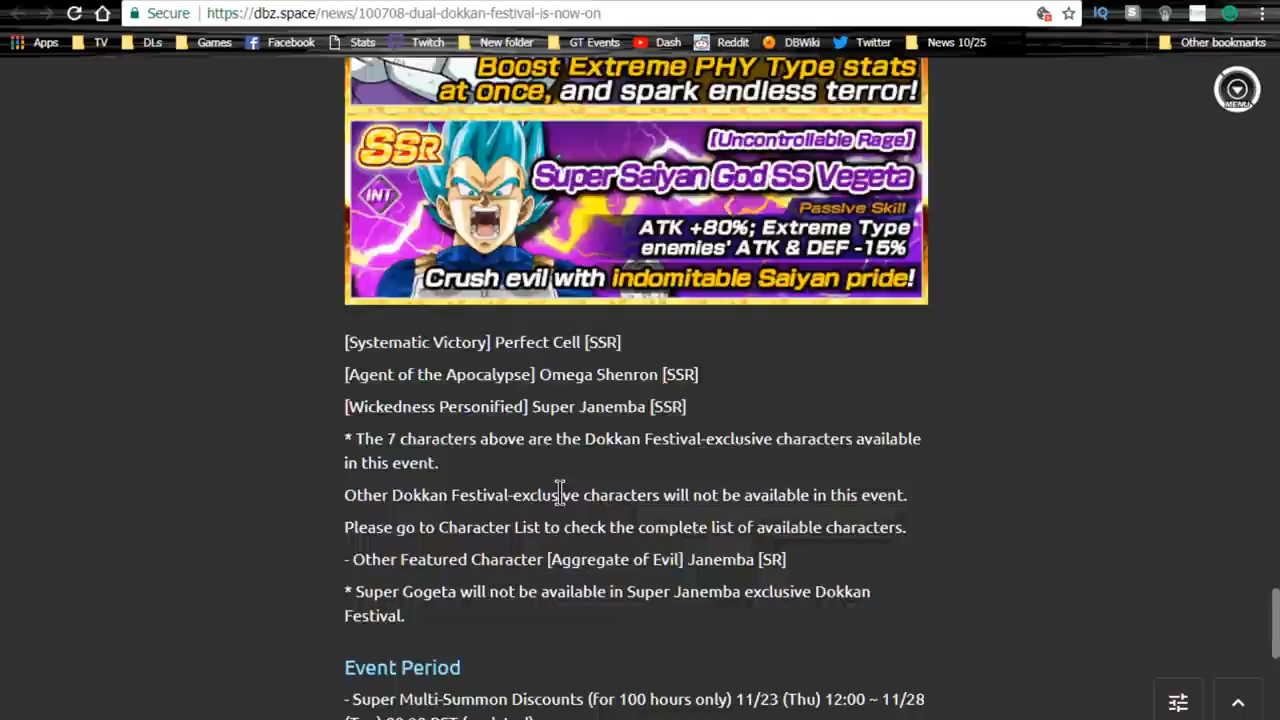 Secure https://dbz.space/news/100708-dual-dokkan-festival-is-now-on
Apps TV DLs Games Facebook Stats Twitch New folder GT Events Dash Reddit DBWiki Twitter News 10/25 Other bookmarks
Boost Extreme PHY Type stats
at once, and spark endless terror!
MENU
SSR
[Uncontrollable Rage]
Super Saiyan God SS Vegeta
INT
Passive Skill
ATK +80%; Extreme Type
enemies' ATK & DEF -15%
Crush evil with indomitable Saiyan pride!
[Systematic Victory] Perfect Cell [SSR]
[Agent of the Apocalypse] Omega Shenron [SSR]
[Wickedness Personified] Super Janemba [SSR]
* The 7 characters above are the Dokkan Festival-exclusive characters available
in this event.
Other Dokkan Festival-exclusive characters will not be available in this event.
Please go to Character List to check the complete list of available characters.
- Other Featured Character [Aggregate of Evil] Janemba [SR]
* Super Gogeta will not be available in Super Janemba exclusive Dokkan
Festival.
Event Period
- Super Multi-Summon Discounts (for 100 hours only) 11/23 (Thu) 12:00 ~ 11/28